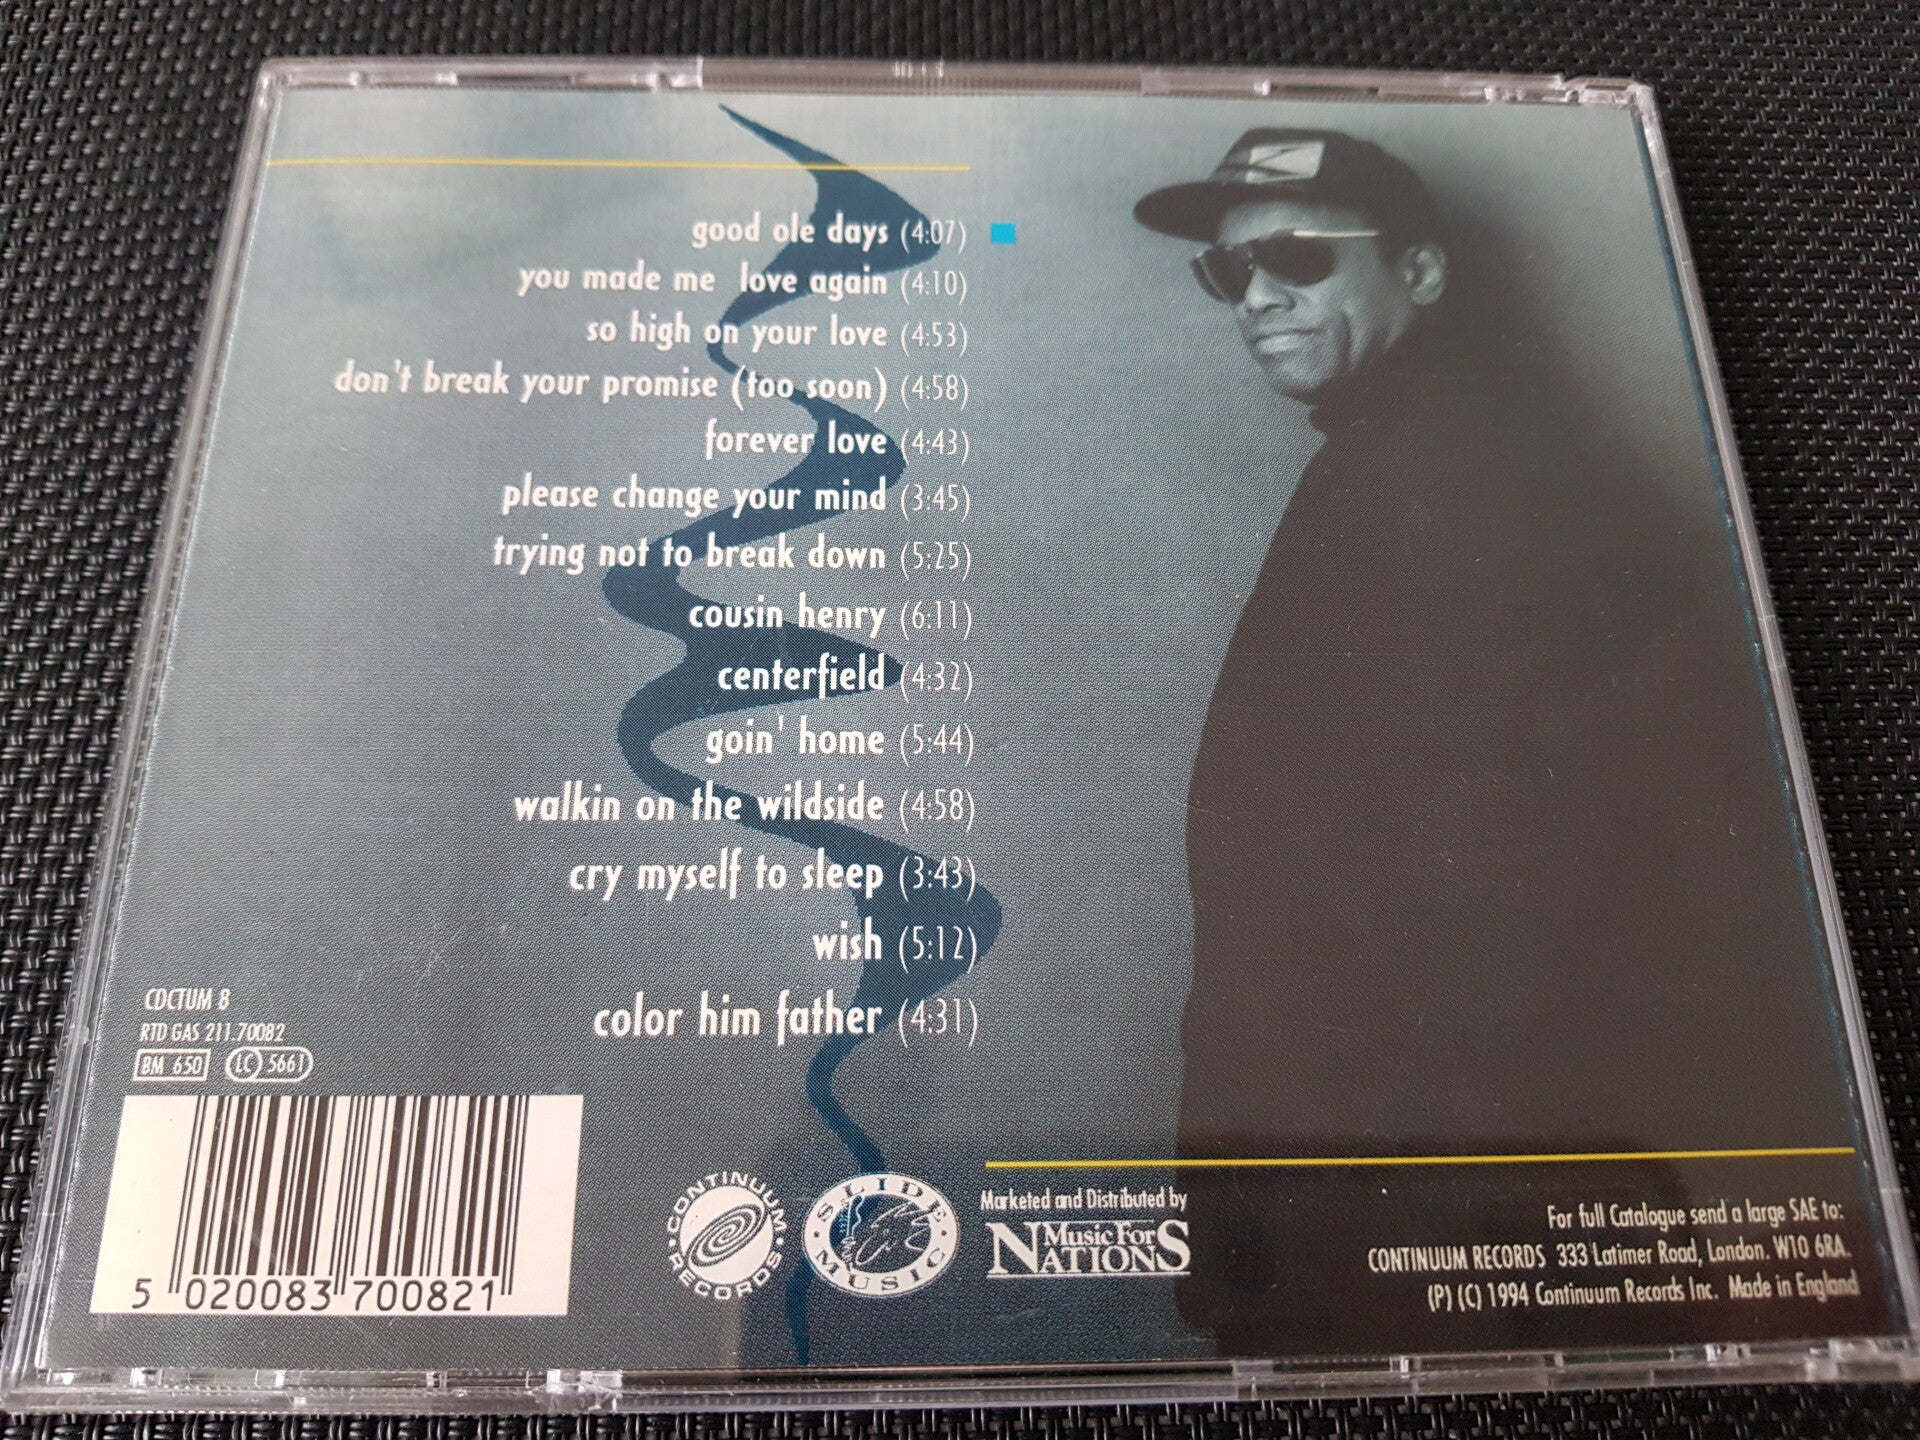 good ole days (4:07)
you made me love again (4:10)
so high on your love (4:53)
don't break your promise (too soon) (4:58)
forever love (4:43)
please change your mind (3:45)
trying not to break down (5:25)
cousin henry (6:11)
centerfield (4:32)
goin' home (5:44)
walkin on the wildside (4:58)
cry myself to sleep (3:43)
wish (5:12)
color him father (4:31)
CDCTUM 8
RTD GAS 211.70082
BM 650 LC 5661
5 020083 700821
CONTINUUM RECORDS
SLIDE MUSIC
Marketed and Distributed by
Music For Nations
For full Catalogue send a large SAE to:
CONTINUUM RECORDS 333 Latimer Road, London. W10 6RA.
(P) (C) 1994 Continuum Records Inc. Made in England